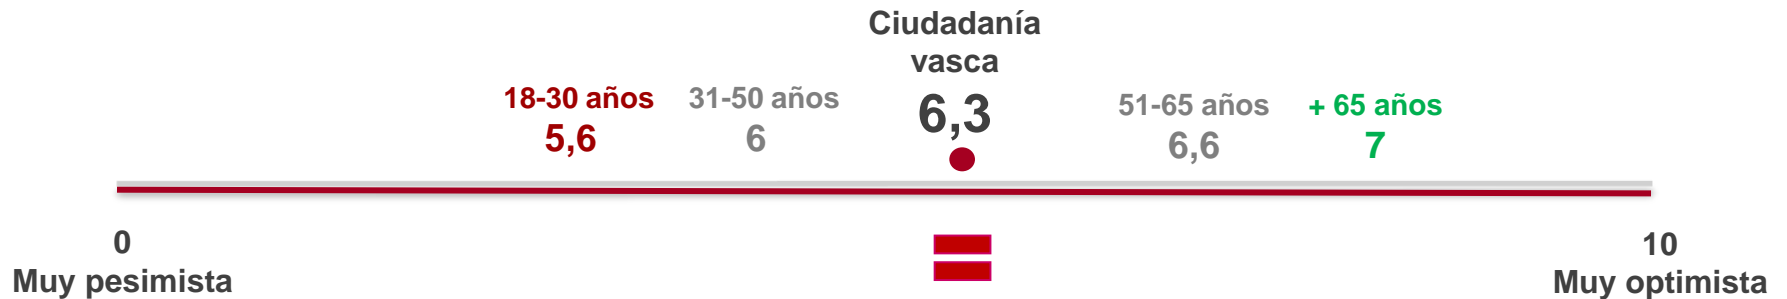 Ciudadanía
vasca
6,3
18-30 años
5,6
31-50 años
6
51-65 años
6,6
+ 65 años
7
0
Muy pesimista
10
Muy optimista